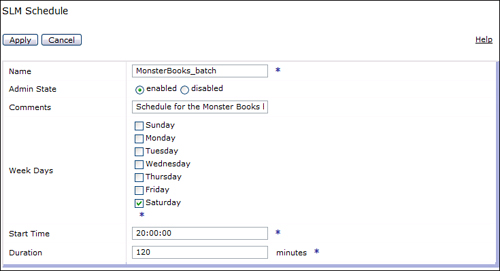 SLM Schedule
Apply Cancel Help
Name MonsterBooks_batch *
Admin State enabled disabled
Comments Schedule for the Monster Books
Sunday
Monday
Tuesday
Week Days Wednesday
Thursday
Friday
Saturday
*
Start Time 20:00:00 *
Duration 120 minutes *